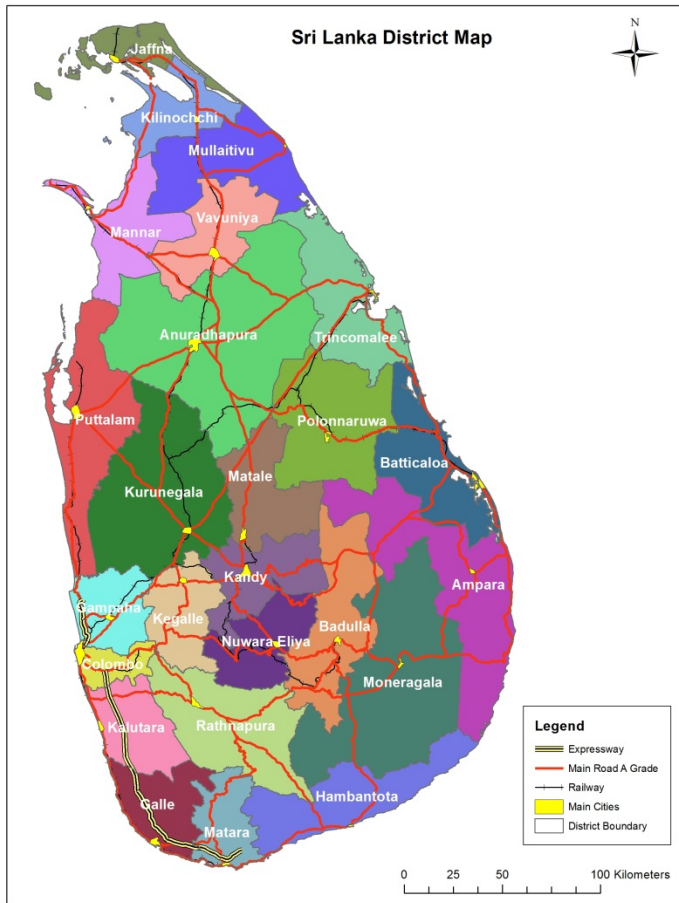 Sri Lanka District Map
N
Jaffna
Kilinochchi
Mullaitivu
Vavuniya
Mannar
Anuradhapura
Trincomalee
Puttalam
Polonnaruwa
Batticaloa
Matale
Kurunegala
Kandy
Ampara
Gampaha
Kegalle
Nuwara Eliya
Badulla
Colombo
Moneragala
Kalutara
Rathnapura
Galle
Hambantota
Matara
Legend
Expressway
Main Road A Grade
Railway
Main Cities
District Boundary
0 25 50 100 Kilometers